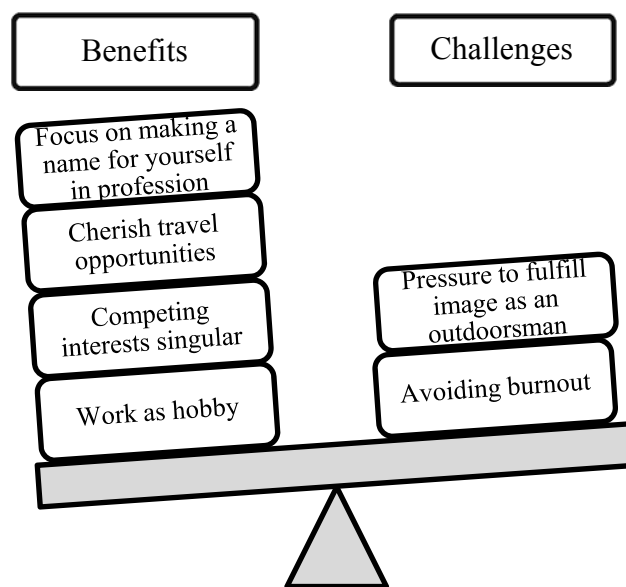 Benefits
Challenges
Focus on making a
name for yourself
in profession
Cherish travel
opportunities
Competing
interests singular
Work as hobby
Pressure to fulfill
image as an
outdoorsman
Avoiding burnout